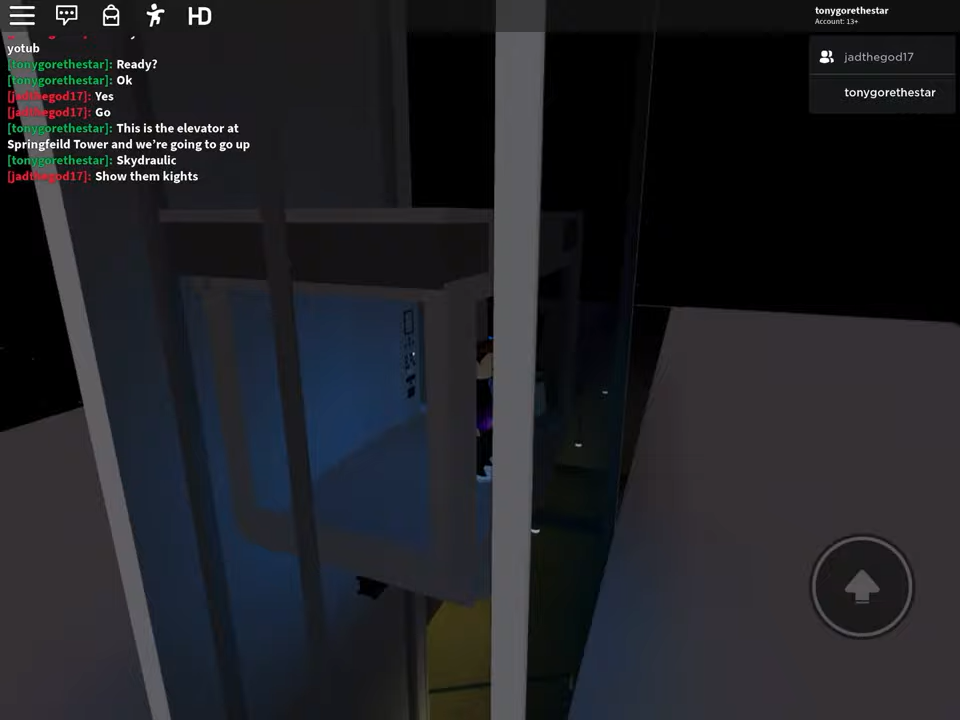 HD
tonygorethestar
Account: 13+
jadthegod17
tonygorethestar
yotub
[tonygorethestar]: Ready?
[tonygorethestar]: Ok
[jadthegod17]: Yes
[jadthegod17]: Go
[tonygorethestar]: This is the elevator at
Springfeild Tower and we’re going to go up
[tonygorethestar]: Skydraulic
[jadthegod17]: Show them kights